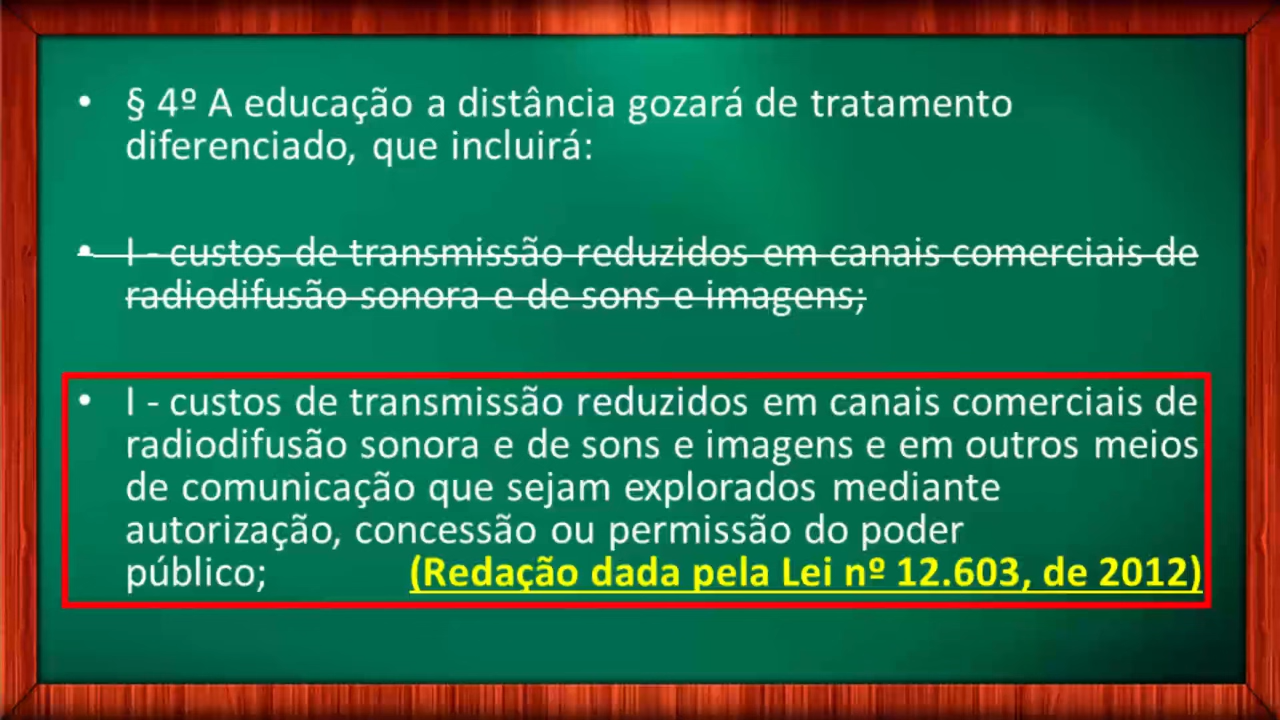 • § 4º A educação a distância gozará de tratamento
diferenciado, que incluirá:
• I - custos de transmissão reduzidos em canais comerciais de
radiodifusão sonora e de sons e imagens;
• I - custos de transmissão reduzidos em canais comerciais de
radiodifusão sonora e de sons e imagens e em outros meios
de comunicação que sejam explorados mediante
autorização, concessão ou permissão do poder
público; (Redação dada pela Lei nº 12.603, de 2012)